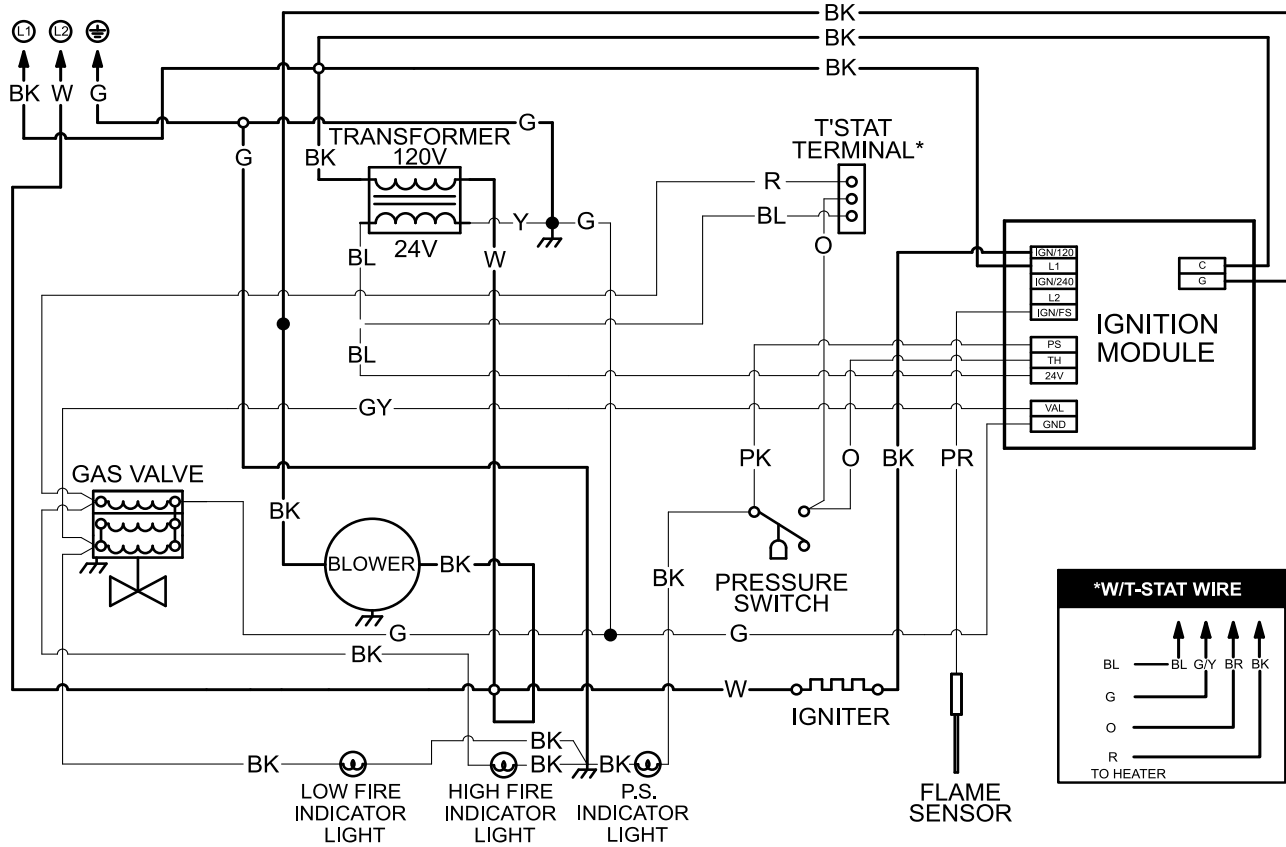 BK
L1 L2
BK
BK
BK W G
G
TRANSFORMER
120V
T'STAT
TERMINAL*
G
BK
R
BL
Y
G
24V
O
BL
W
IGN/120
L1
IGN/240
L2
IGN/FS
C
G
IGNITION
MODULE
PS
TH
24V
BL
GY
VAL
GND
PK
O
BK
PR
GAS VALVE
BK
BLOWER
BK
BK
PRESSURE
SWITCH
*W/T-STAT WIRE
G
G
BK
BL
BL G/Y BR BK
G
O
R
TO HEATER
W
IGNITER
BK
BK
BK
BK
LOW FIRE
INDICATOR
LIGHT
HIGH FIRE
INDICATOR
LIGHT
P.S.
INDICATOR
LIGHT
FLAME
SENSOR